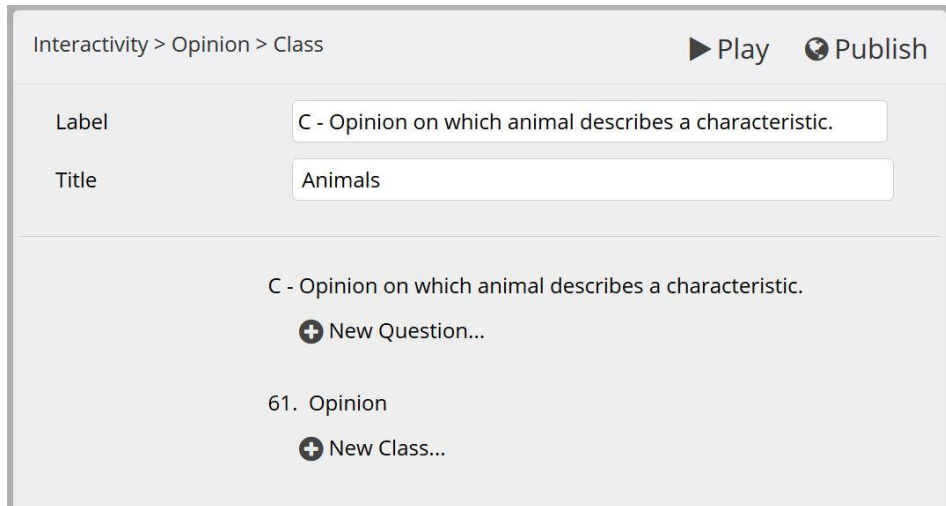 Interactivity > Opinion > Class
Play
Publish
Label
C - Opinion on which animal describes a characteristic.
Title
Animals
C - Opinion on which animal describes a characteristic.
New Question...
61. Opinion
New Class...